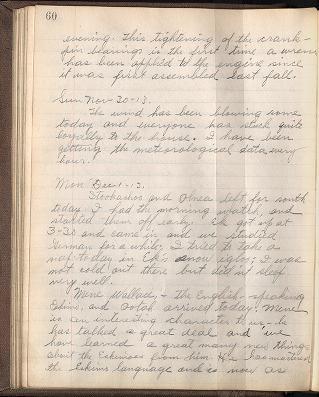 60
evening. This tightening of the crank-
pin bearings is the first time a wrench
has been applied to the engine since
it was first assembled last fall.
Sun Nov-30-13.
The wind has been blowing some
today and everyone has stuck quite
loyally to the house. I have been
getting the meteorological data every
hour.
Mon Dec-1-13.
and left for south
today. I had the morning watch, and
started them off early. Ek got up at
3-30 and came in and we studied
German for a while. I tried to take a
nap today in Ek's snow igloo; I was
not cold out there but did not sleep
very well.
Mene Wallace, - the English-speaking
Eskimo, and arrived today. Mene
is an interesting character to us - he
has talked a great deal and we
have learned a great many new things
about the Eskimos from him. He has mastered
the Eskimo language and is now as